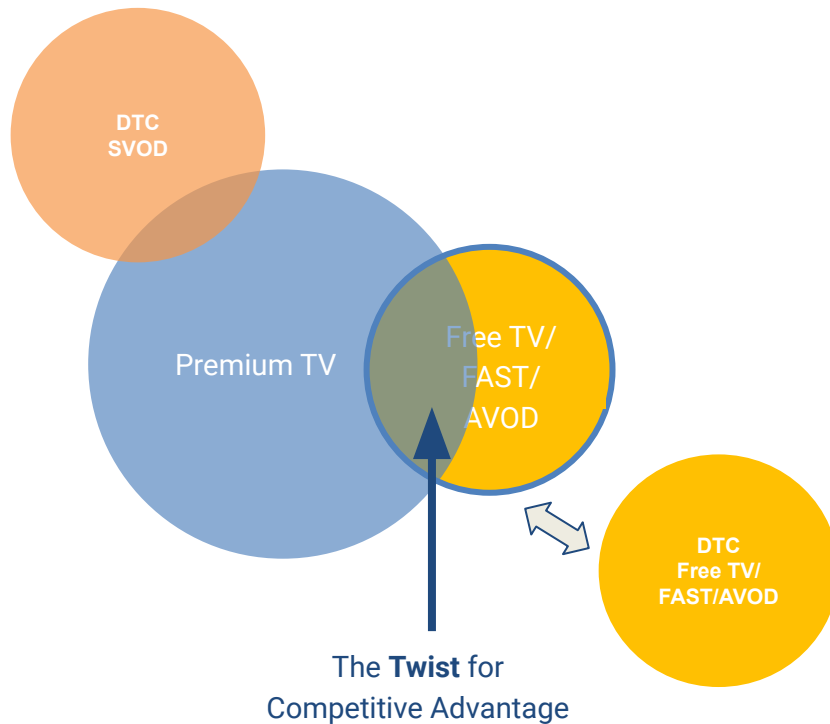 DTC
SVOD
Premium TV
Free TV/
FAST/
AVOD
DTC
Free TV/
FAST/AVOD
The Twist for
Competitive Advantage